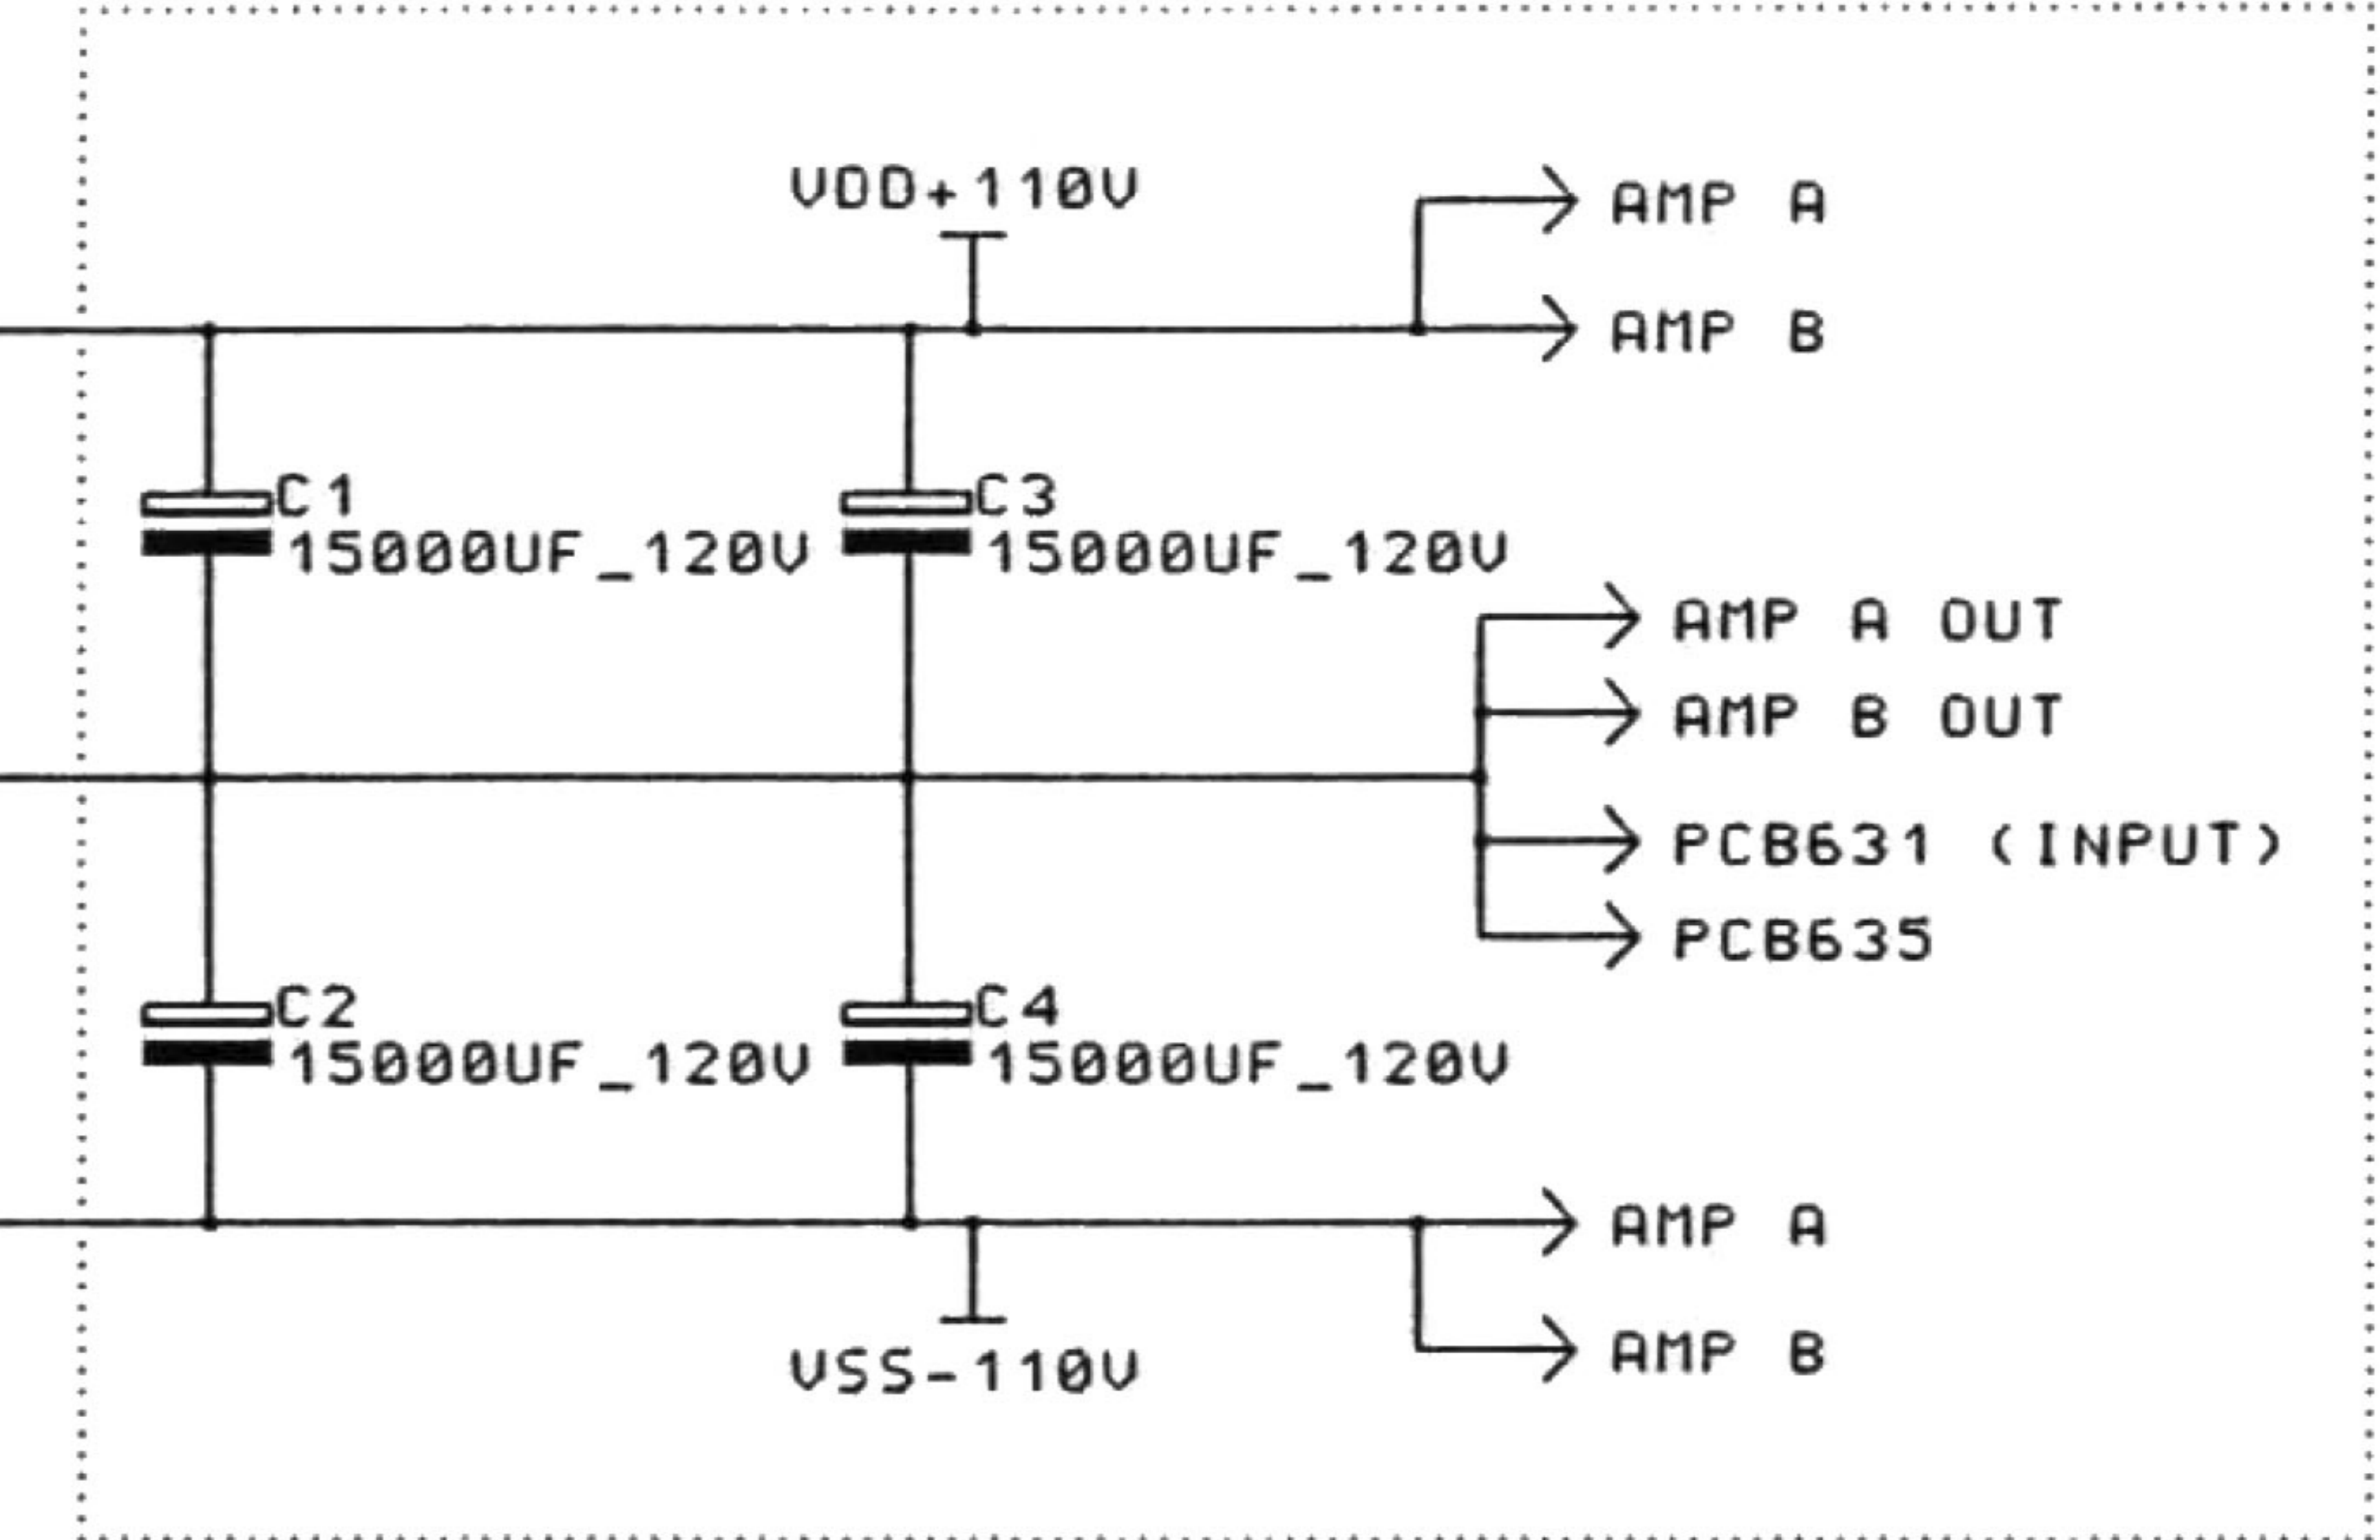 VDD+110V
AMP A
AMP B
C1
15000UF_120V
C3
15000UF_120V
AMP A OUT
AMP B OUT
PCB631 (INPUT)
PCB635
C2
15000UF_120V
C4
15000UF_120V
AMP A
AMP B
VSS-110V